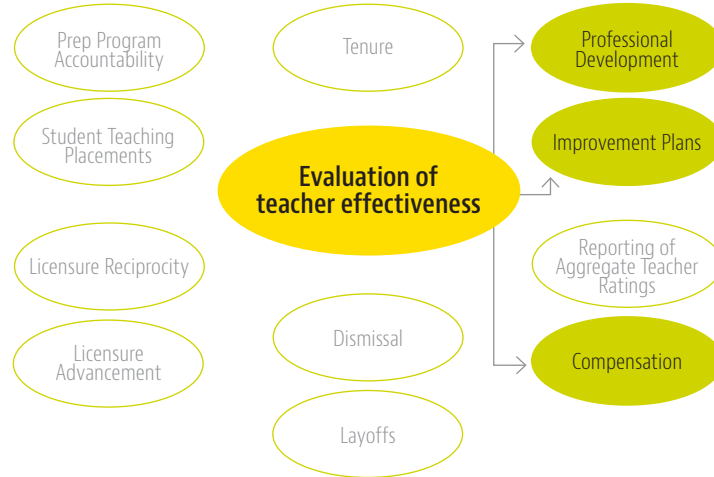 Prep Program
Accountability
Tenure
Professional
Development
Student Teaching
Placements
Improvement Plans
Evaluation of
teacher effectiveness
Licensure Reciprocity
Reporting of
Aggregate Teacher
Ratings
Licensure
Advancement
Dismissal
Compensation
Layoffs